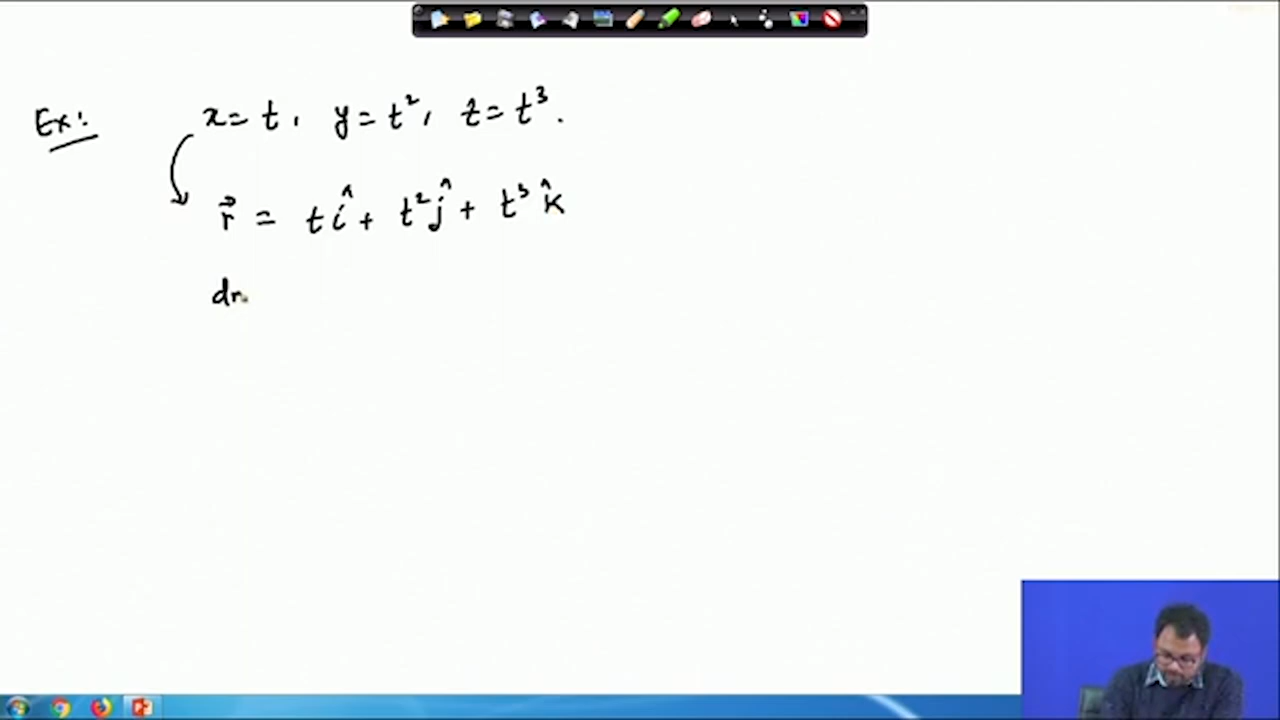 Ex:
x = t, y = t², z = t³.
r⃗ = t î + t² ĵ + t³ k̂
dr